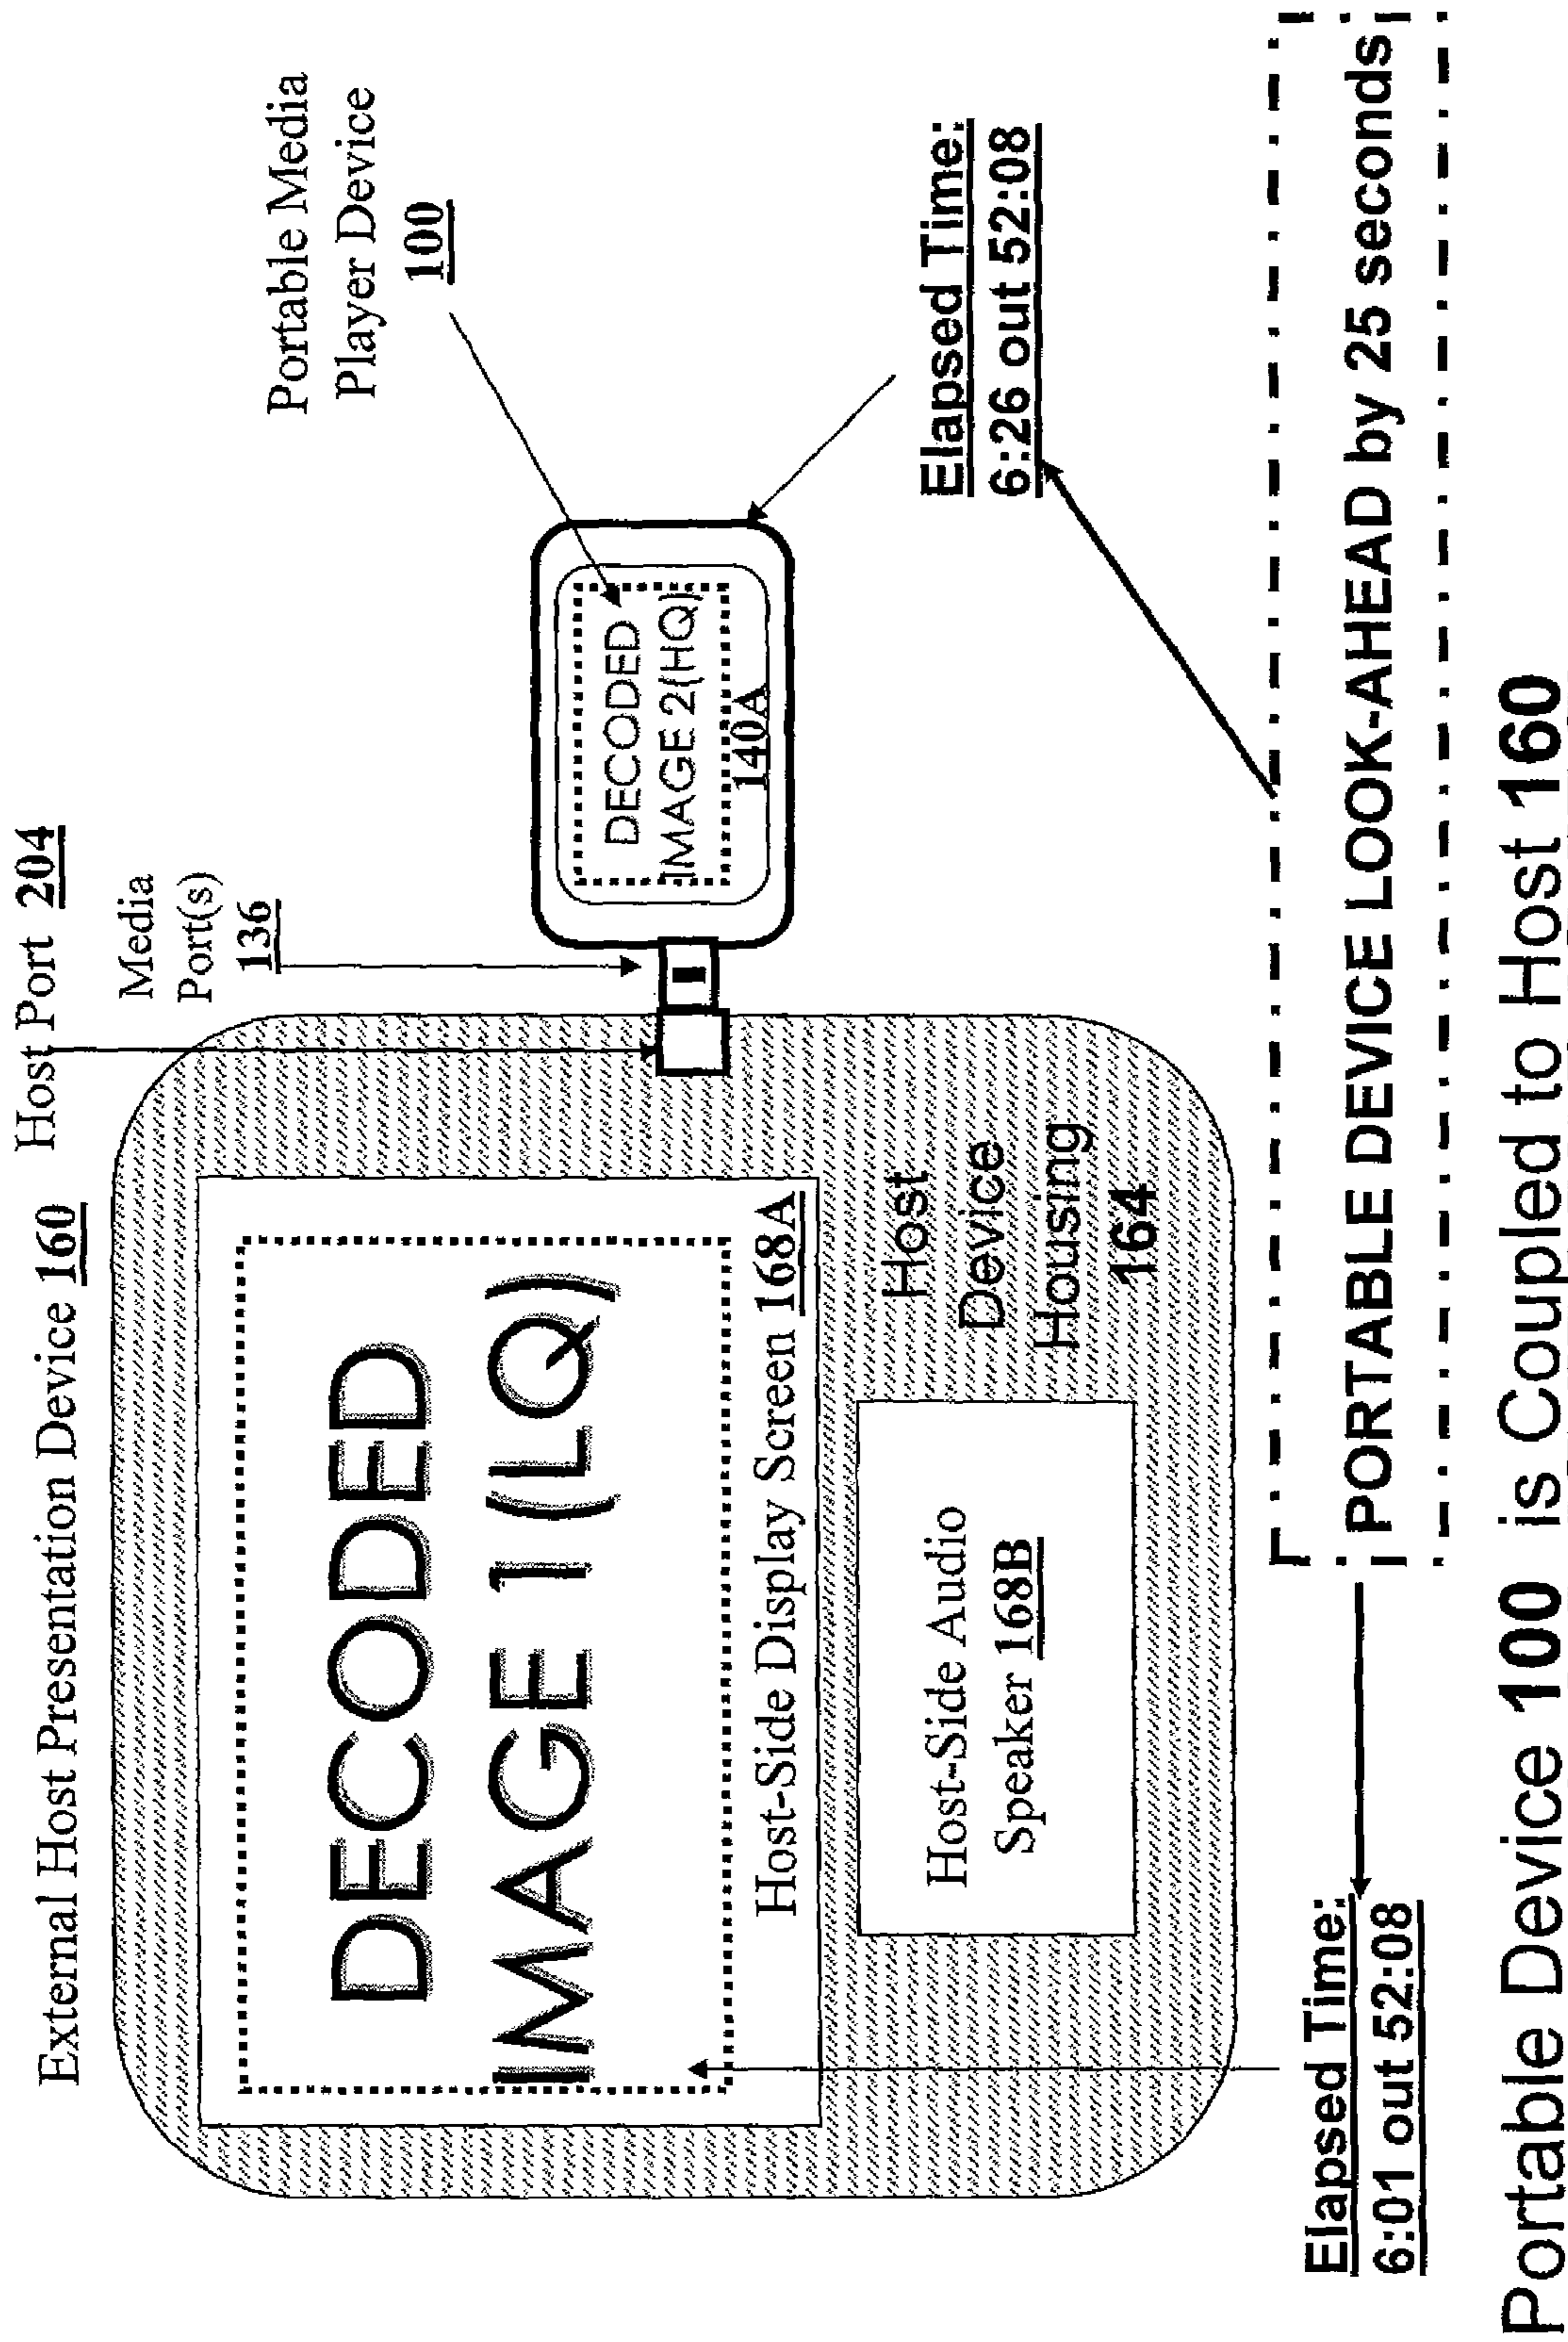 External Host Presentation Device 160
Host Port 204
Media
Port(s)
136
Portable Media
Player Device
100
DECODED
IMAGE 1 (LQ)
Host-Side Display Screen 168A
DECODED
IMAGE 2(HQ)
140A
Host-Side Audio
Speaker 168B
Host
Device
Housing
164
Elapsed Time:
6:26 out 52:08
Elapsed Time:
6:01 out 52:08
PORTABLE DEVICE LOOK-AHEAD by 25 seconds
Portable Device 100 is Coupled to Host 160